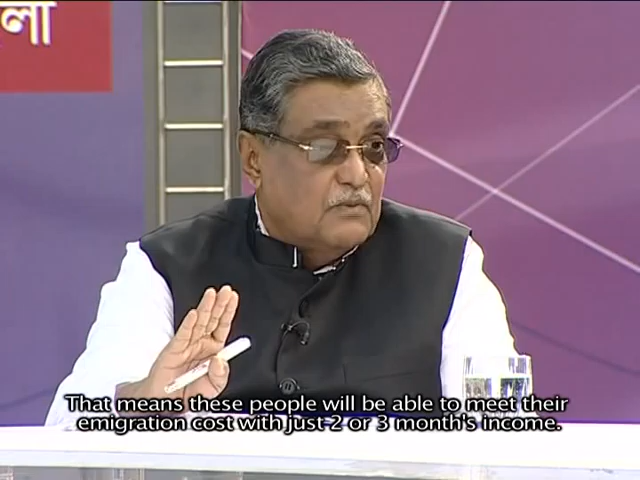 লা
That means these people will be able to meet their
emigration cost with just 2 or 3 month's income.